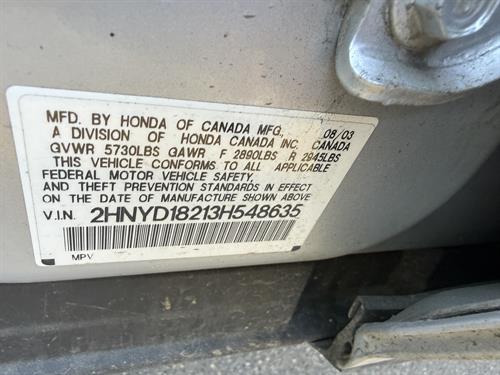 MFD. BY HONDA OF CANADA MFG., 08/03
A DIVISION OF HONDA CANADA INC., CANADA
GVWR 5730LBS GAWR F 2890LBS R 2945LBS
THIS VEHICLE CONFORMS TO ALL APPLICABLE
FEDERAL MOTOR VEHICLE SAFETY,
AND THEFT PREVENTION STANDARDS IN EFFECT
ON THE DATE OF MANUFACTURE SHOWN ABOVE.
V.I.N. 2HNYD18213H548635
MPV